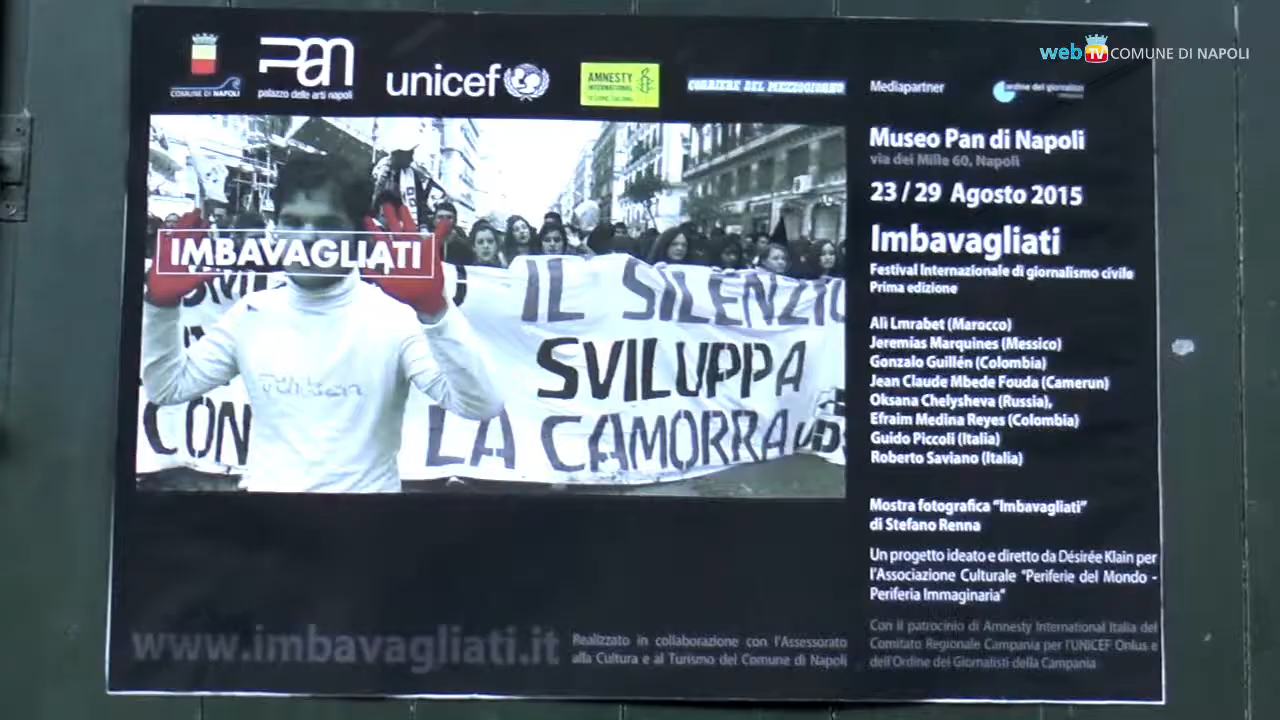 web TV COMUNE DI NAPOLI
COMUNE DI NAPOLI
PAN
palazzo delle arti napoli
unicef
AMNESTY
INTERNATIONAL
CORRIERE DEL MEZZOGIORNO
Mediapartner
ordine dei giornalisti
Museo Pan di Napoli
via dei Mille 60, Napoli
23 / 29 Agosto 2015
Imbavagliati
Festival Internazionale di giornalismo civile
Prima edizione
Alì Lmrabet (Marocco)
Jeremias Marquines (Messico)
Gonzalo Guillén (Colombia)
Jean Claude Mbede Fouda (Camerun)
Oksana Chelysheva (Russia),
Efraim Medina Reyes (Colombia)
Guido Piccoli (Italia)
Roberto Saviano (Italia)
Mostra fotografica "Imbavagliati"
di Stefano Renna
Un progetto ideato e diretto da Désirée Klain per
l'Associazione Culturale "Periferie del Mondo -
Periferia Immaginaria"
Con il patrocinio di Amnesty International Italia del
Comitato Regionale Campania per l'UNICEF Onlus e
dell'Ordine dei Giornalisti della Campania
IMBAVAGLIATI
IL SILENZIO
SVILUPPA
CON LA CAMORRA
www.imbavagliati.it
Realizzato in collaborazione con l'Assessorato
alla Cultura e al Turismo del Comune di Napoli